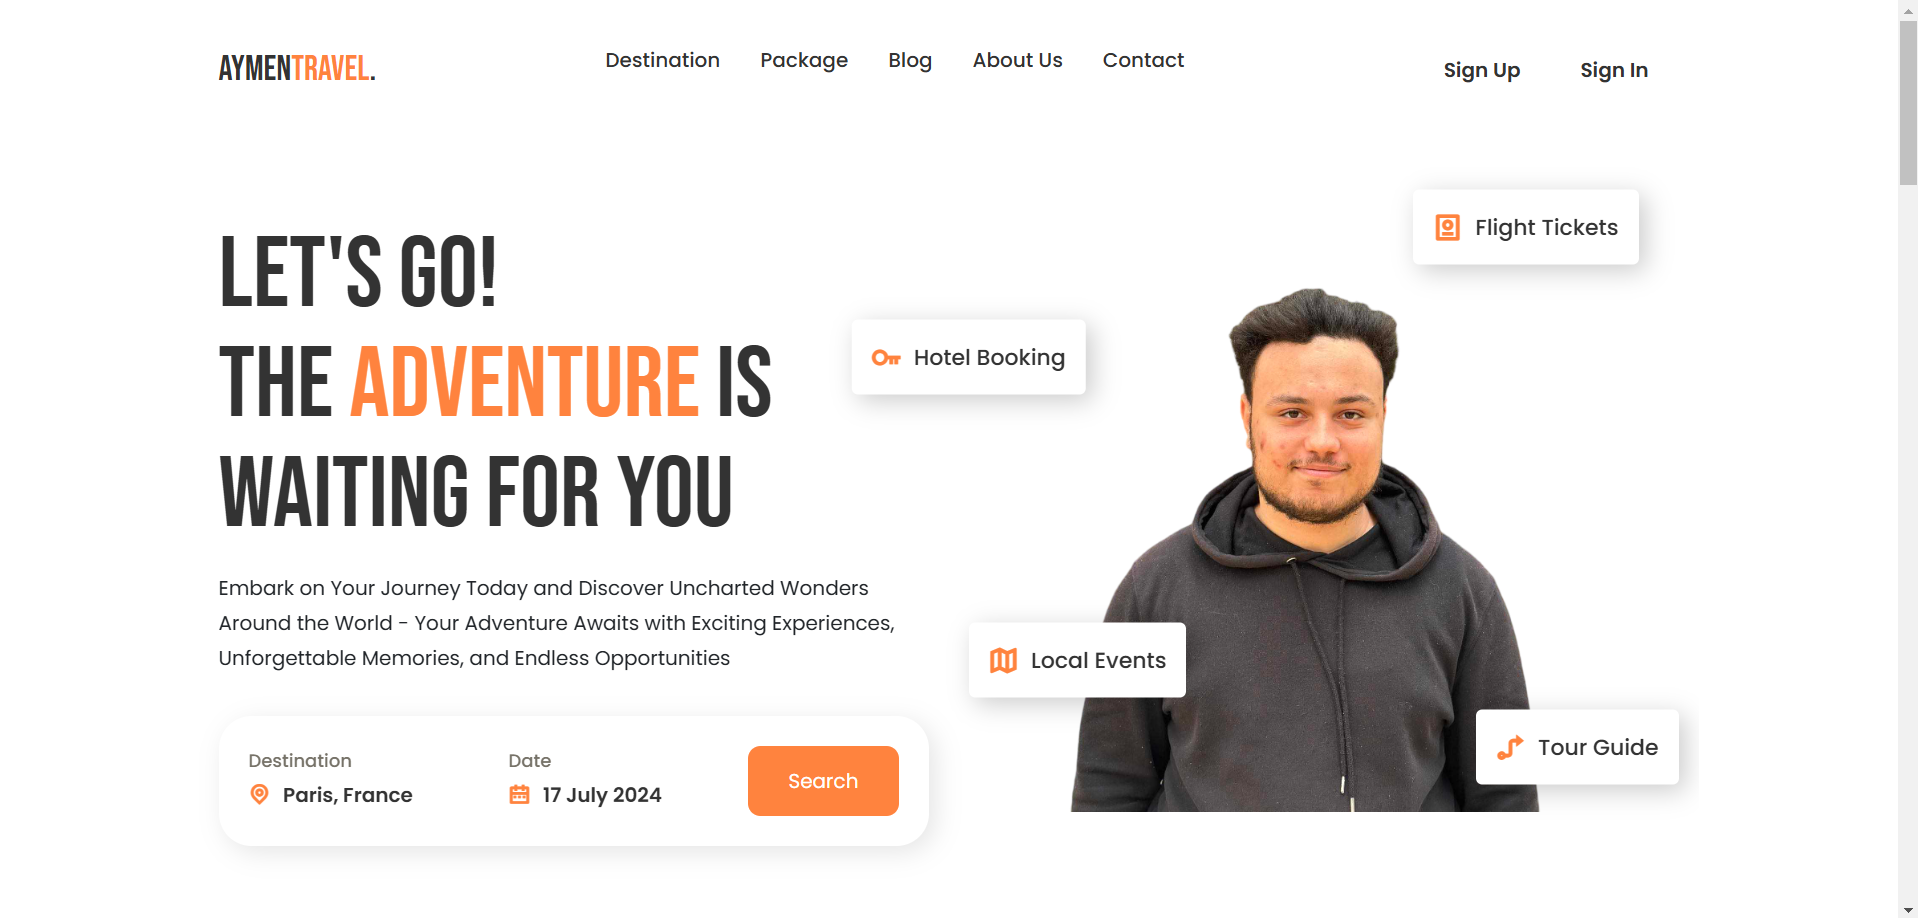 AYMENTRAVEL.
Destination Package Blog About Us Contact
Sign Up Sign In
LET'S GO!
THE ADVENTURE IS
WAITING FOR YOU
Embark on Your Journey Today and Discover Uncharted Wonders
Around the World - Your Adventure Awaits with Exciting Experiences,
Unforgettable Memories, and Endless Opportunities
Destination
Paris, France
Date
17 July 2024
Search
Flight Tickets
Hotel Booking
Local Events
Tour Guide